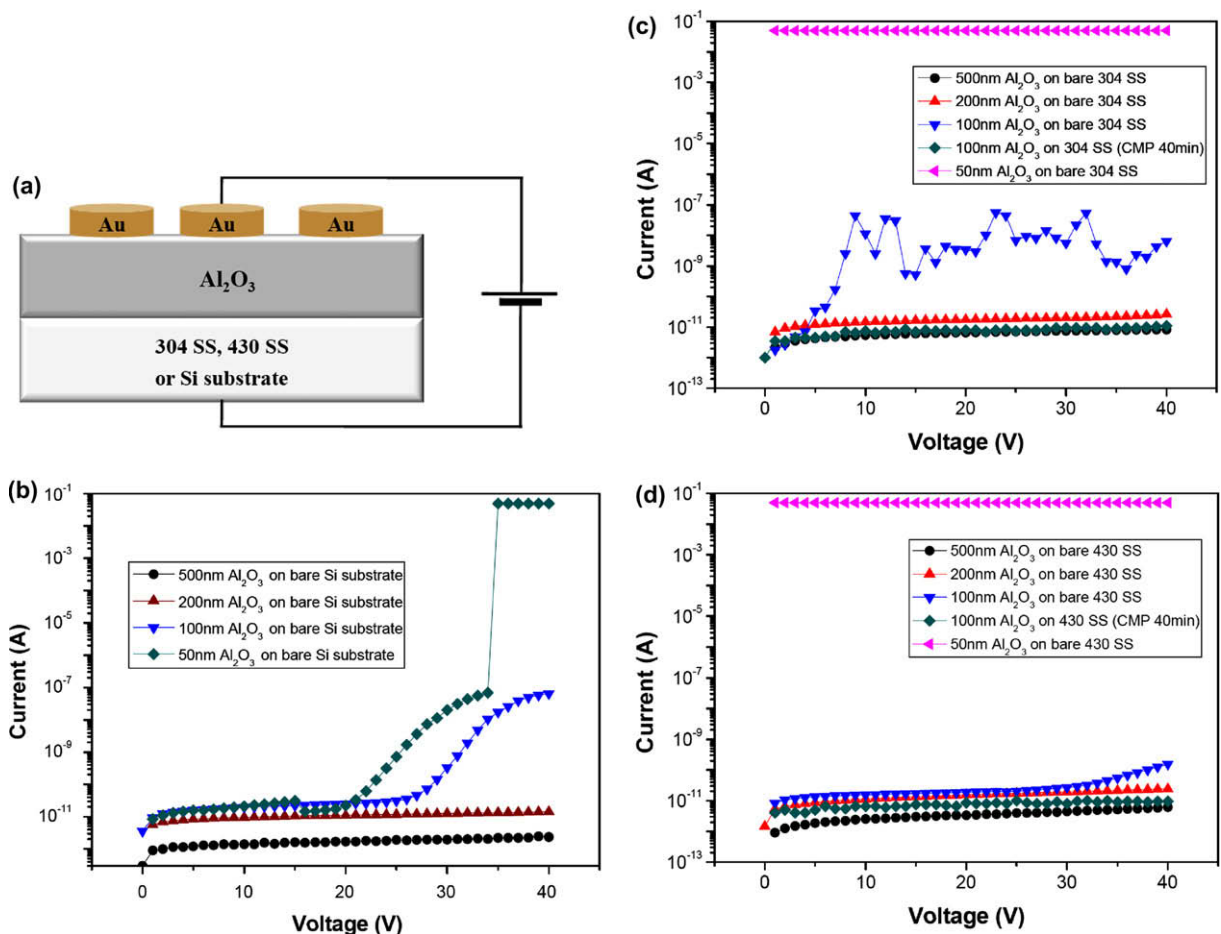 (a)
Au Au Au
Al₂O₃
304 SS, 430 SS
or Si substrate
(b)
10⁻¹
10⁻³
10⁻⁵
10⁻⁷
10⁻⁹
10⁻¹¹
Current (A)
500nm Al₂O₃ on bare Si substrate
200nm Al₂O₃ on bare Si substrate
100nm Al₂O₃ on bare Si substrate
50nm Al₂O₃ on bare Si substrate
0 10 20 30 40
Voltage (V)
(c)
10⁻¹
10⁻³
10⁻⁵
10⁻⁷
10⁻⁹
10⁻¹¹
10⁻¹³
Current (A)
500nm Al₂O₃ on bare 304 SS
200nm Al₂O₃ on bare 304 SS
100nm Al₂O₃ on bare 304 SS
100nm Al₂O₃ on 304 SS (CMP 40min)
50nm Al₂O₃ on bare 304 SS
0 10 20 30 40
Voltage (V)
(d)
10⁻¹
10⁻³
10⁻⁵
10⁻⁷
10⁻⁹
10⁻¹¹
10⁻¹³
Current (A)
500nm Al₂O₃ on bare 430 SS
200nm Al₂O₃ on bare 430 SS
100nm Al₂O₃ on bare 430 SS
100nm Al₂O₃ on 430 SS (CMP 40min)
50nm Al₂O₃ on bare 430 SS
0 10 20 30 40
Voltage (V)